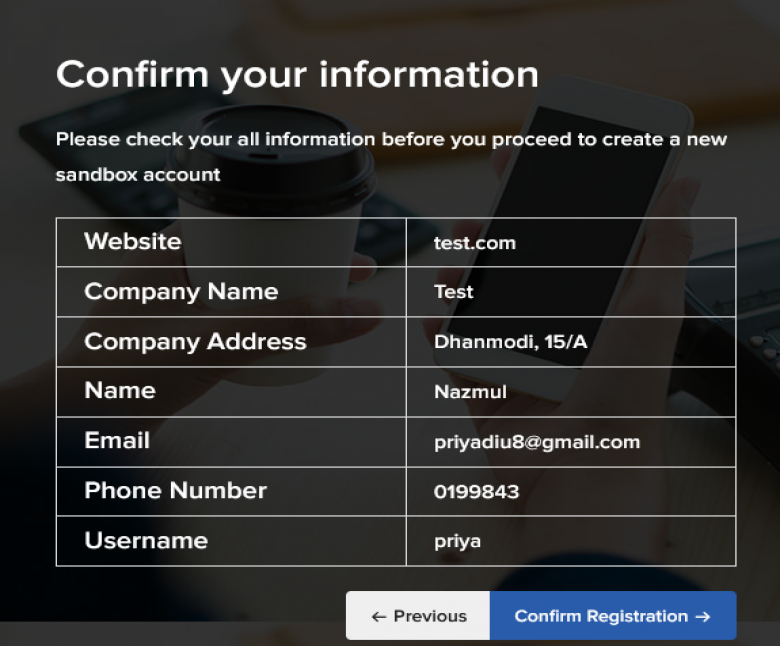 Confirm your information
Please check your all information before you proceed to create a new
sandbox account
Website test.com
Company Name Test
Company Address Dhanmodi, 15/A
Name Nazmul
Email priyadiu8@gmail.com
Phone Number 0199843
Username priya
← Previous Confirm Registration →